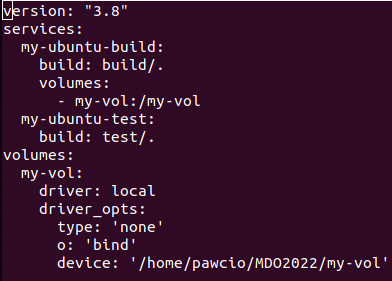 version: "3.8"
services:
  my-ubuntu-build:
    build: build/.
    volumes:
      - my-vol:/my-vol
  my-ubuntu-test:
    build: test/.
volumes:
  my-vol:
    driver: local
    driver_opts:
      type: 'none'
      o: 'bind'
      device: '/home/pawcio/MDO2022/my-vol'